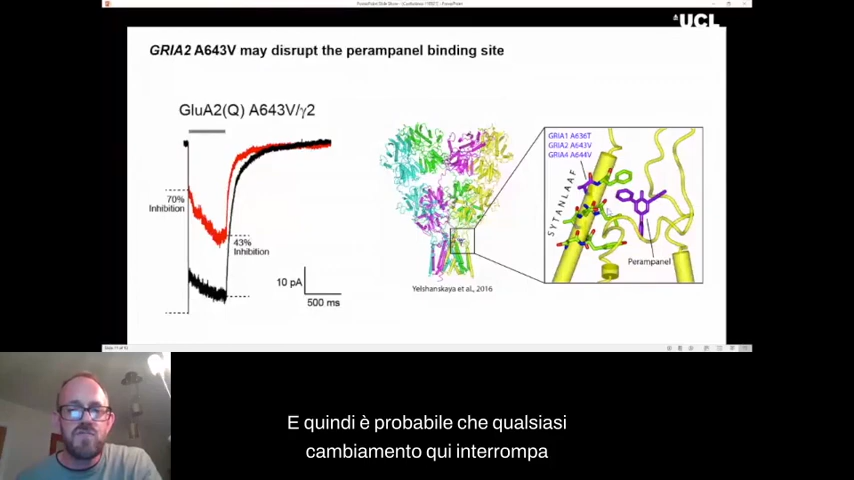 UCL
GRIA2 A643V may disrupt the perampanel binding site
GluA2(Q) A643V/γ2
70%
Inhibition
43%
Inhibition
10 pA
500 ms
Yelshanskaya et al., 2016
GRIA1 A636T
GRIA2 A643V
GRIA4 A644V
SYTANLAAF
Perampanel
E quindi è probabile che qualsiasi
cambiamento qui interrompa